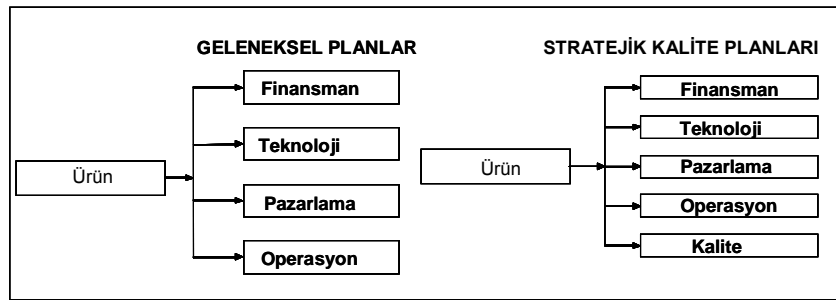 GELENEKSEL PLANLAR
Finansman
Teknoloji
Ürün
Pazarlama
Operasyon
STRATEJİK KALİTE PLANLARI
Finansman
Teknoloji
Ürün
Pazarlama
Operasyon
Kalite